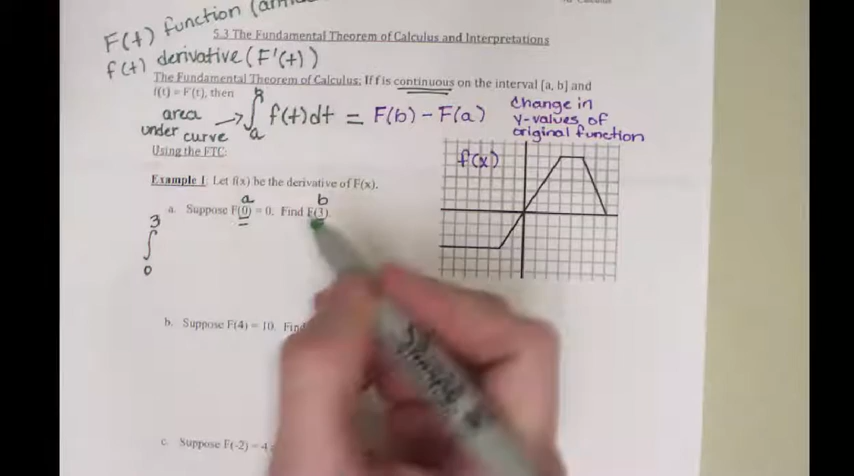 F(t) function
5.3 The Fundamental Theorem of Calculus and Interpretations
f(t) derivative (F'(t))
The Fundamental Theorem of Calculus: If f is continuous on the interval [a, b] and
f(t) = F'(t), then
area → ∫ f(t)dt = F(b) - F(a)
under curve a
change in
y-values of
original function
Using the FTC:
f(x)
Example 1: Let f(x) be the derivative of F(x).
a b
a. Suppose F(0) = 0. Find F(3).
3
∫
0
b. Suppose F(4) = 10. Find
c. Suppose F(-2) = 4
Sharpie